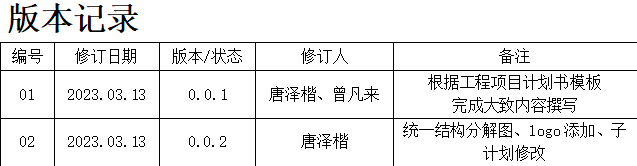 版本记录
编号 修订日期 版本/状态 修订人 备注
01 2023.03.13 0.0.1 唐泽楷、曾凡来 根据工程项目计划书模板
完成大致内容撰写
02 2023.03.13 0.0.2 唐泽楷 统一结构分解图、logo添加、子
计划修改